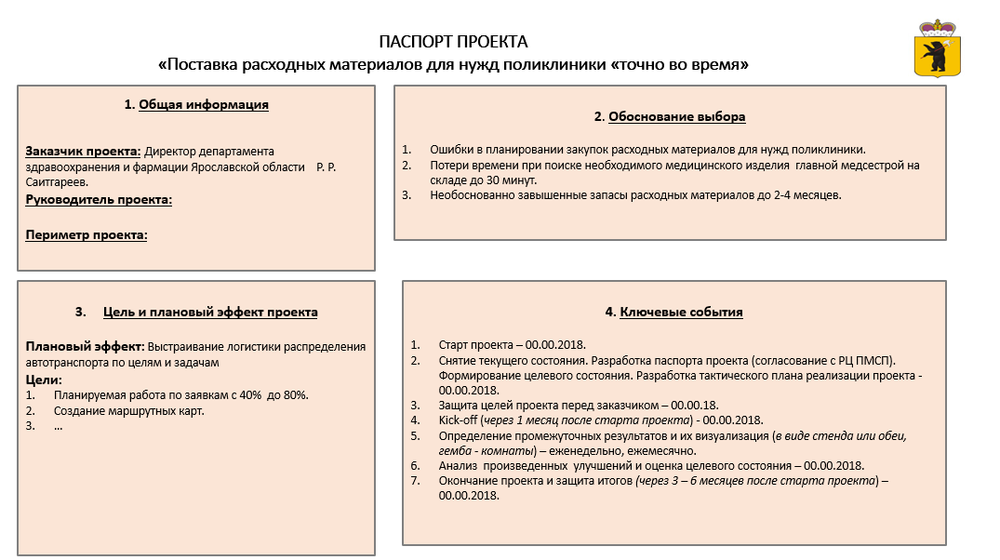 ПАСПОРТ ПРОЕКТА
«Поставка расходных материалов для нужд поликлиники «точно во время»
1. Общая информация
Заказчик проекта: Директор департамента
здравоохранения и фармации Ярославской области Р. Р.
Саитгареев.
Руководитель проекта:
Периметр проекта:
2. Обоснование выбора
1. Ошибки в планировании закупок расходных материалов для нужд поликлиники.
2. Потери времени при поиске необходимого медицинского изделия главной медсестрой на
складе до 30 минут.
3. Необоснованно завышенные запасы расходных материалов до 2-4 месяцев.
3. Цель и плановый эффект проекта
Плановый эффект: Выстраивание логистики распределения
автотранспорта по целям и задачам
Цели:
1. Планируемая работа по заявкам с 40% до 80%.
2. Создание маршрутных карт.
3. ...
4. Ключевые события
1. Старт проекта – 00.00.2018.
2. Снятие текущего состояния. Разработка паспорта проекта (согласование с РЦ ПМСП).
Формирование целевого состояния. Разработка тактического плана реализации проекта -
00.00.2018.
3. Защита целей проекта перед заказчиком – 00.00.18.
4. Kick-off (через 1 месяц после старта проекта) - 00.00.2018.
5. Определение промежуточных результатов и их визуализация (в виде стенда или обеи,
гемба - комнаты) – еженедельно, ежемесячно.
6. Анализ произведенных улучшений и оценка целевого состояния – 00.00.2018.
7. Окончание проекта и защита итогов (через 3 – 6 месяцев после старта проекта) –
00.00.2018.